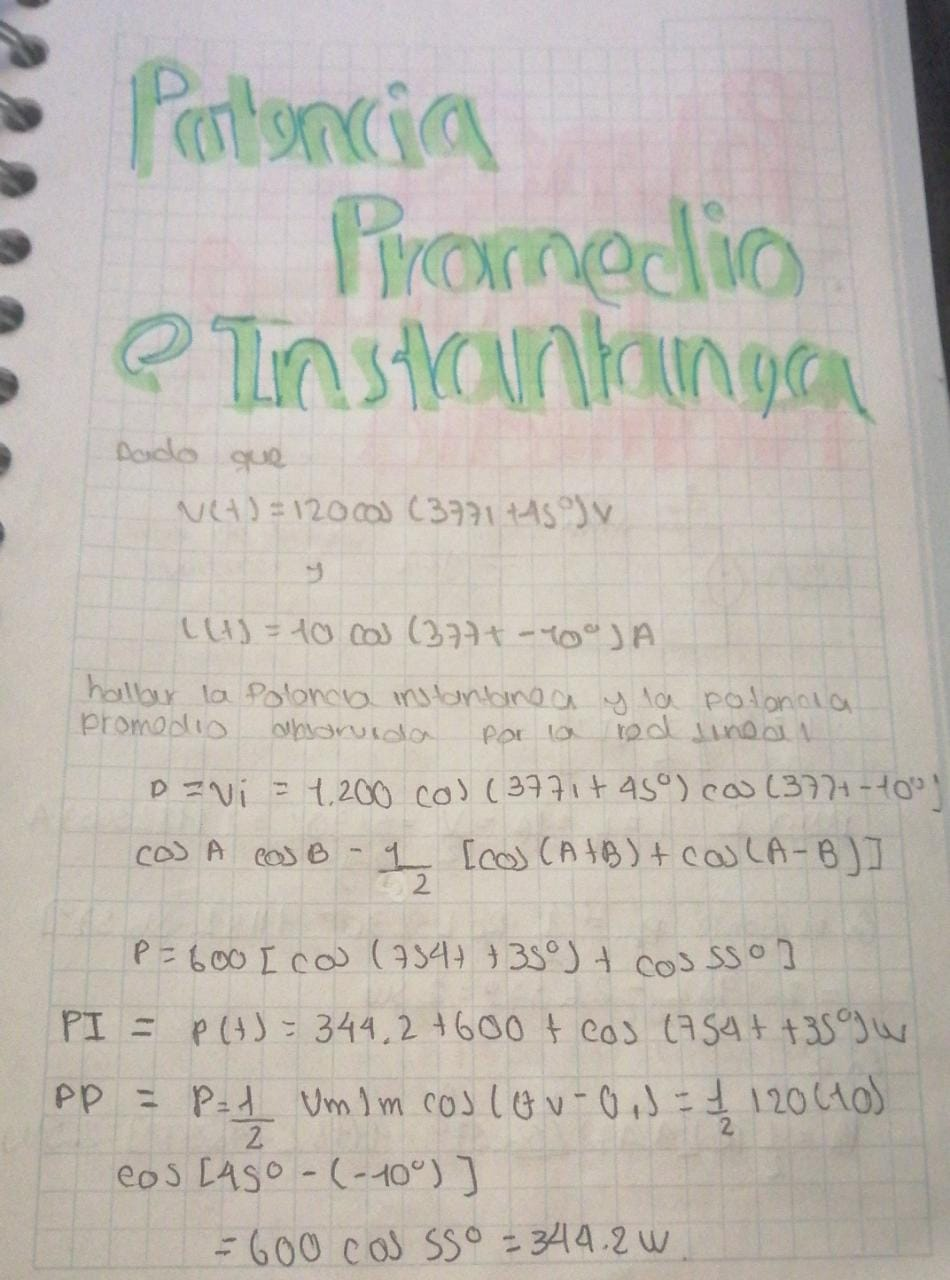 Potencia
Promedio
e Instantanea
Dado que
v(t) = 120 cos (377t + 45°) v
y
i(t) = 10 cos (377t - 10°) A
hallar la Potencia instantanea y la potencia
promedio absorvida por la red lineal
P = Vi = 1.200 cos (377t + 45°) cos (377t - 10°)
cos A cos B - 1/2 [cos (A+B) + cos (A - B)]
P = 600 [cos (754t + 35°) + cos 55°]
PI = P(t) = 344.2 + 600 + cos (754t + 35°) w
PP = P = 1/2 Vm Im cos (θv - θi) = 1/2 120 (10)
cos [45° - (-10°)]
= 600 cos 55° = 344.2 w